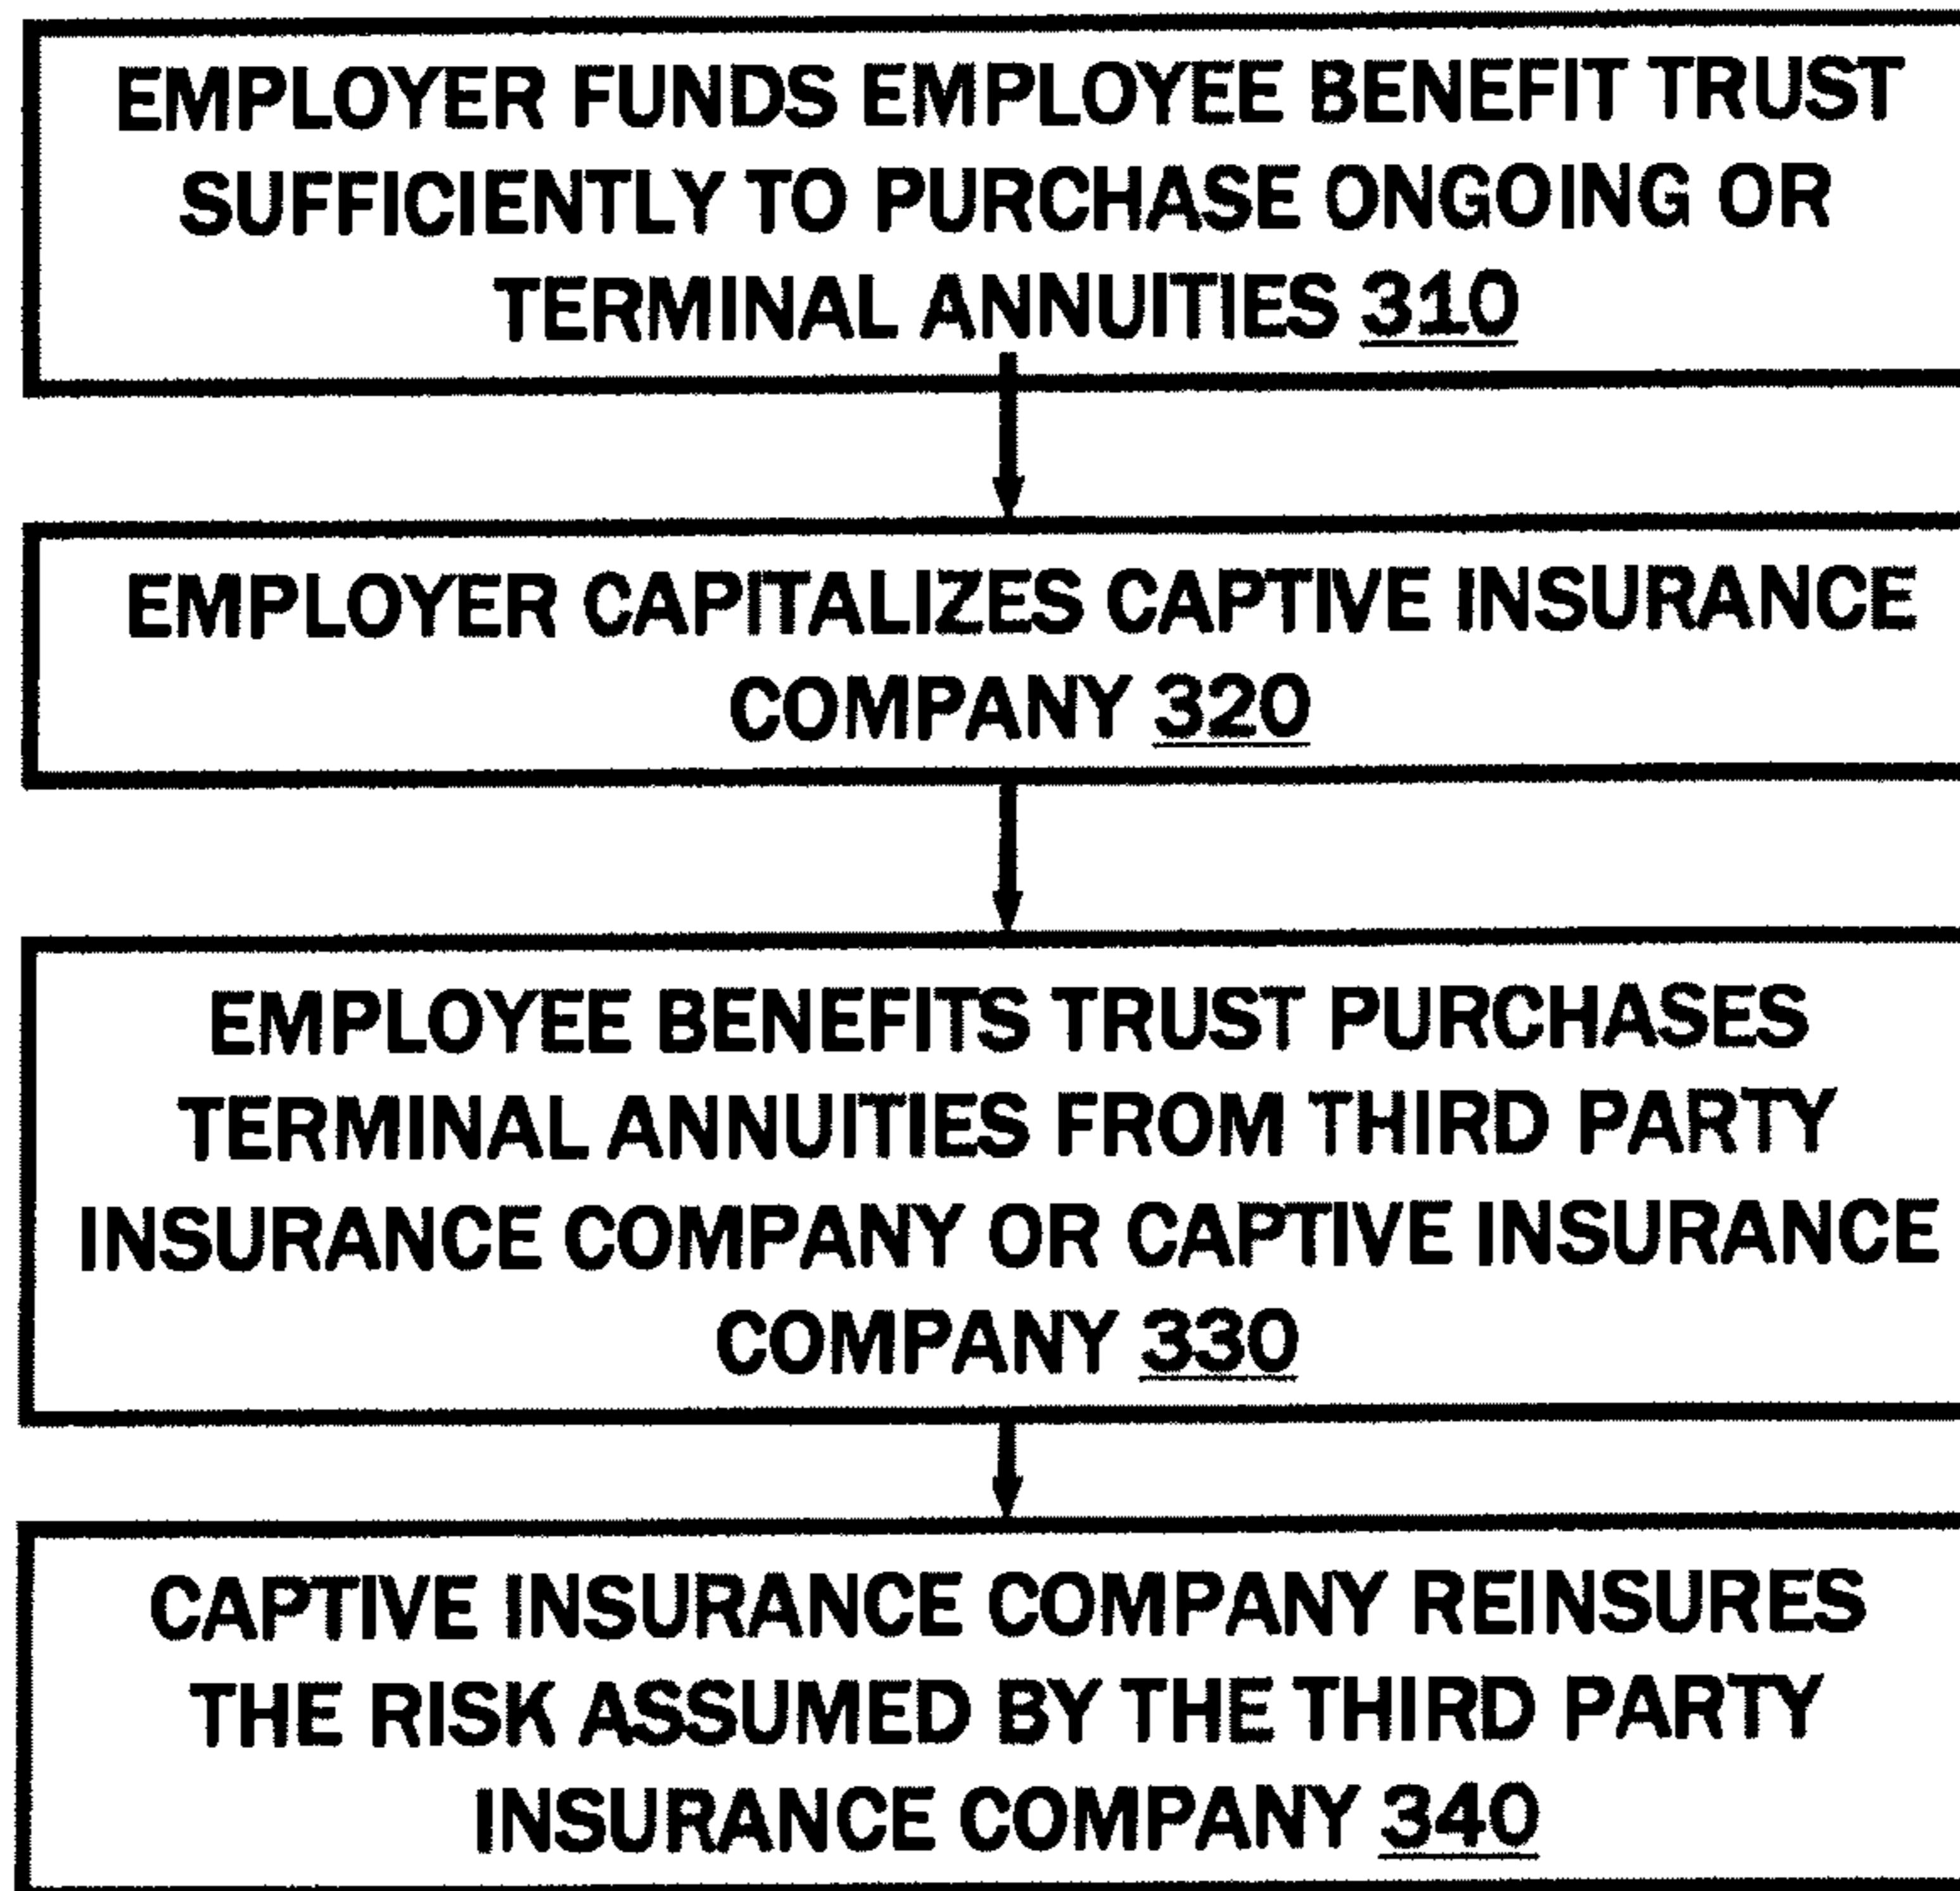 EMPLOYER FUNDS EMPLOYEE BENEFIT TRUST
SUFFICIENTLY TO PURCHASE ONGOING OR
TERMINAL ANNUITIES 310
EMPLOYER CAPITALIZES CAPTIVE INSURANCE
COMPANY 320
EMPLOYEE BENEFITS TRUST PURCHASES
TERMINAL ANNUITIES FROM THIRD PARTY
INSURANCE COMPANY OR CAPTIVE INSURANCE
COMPANY 330
CAPTIVE INSURANCE COMPANY REINSURES
THE RISK ASSUMED BY THE THIRD PARTY
INSURANCE COMPANY 340